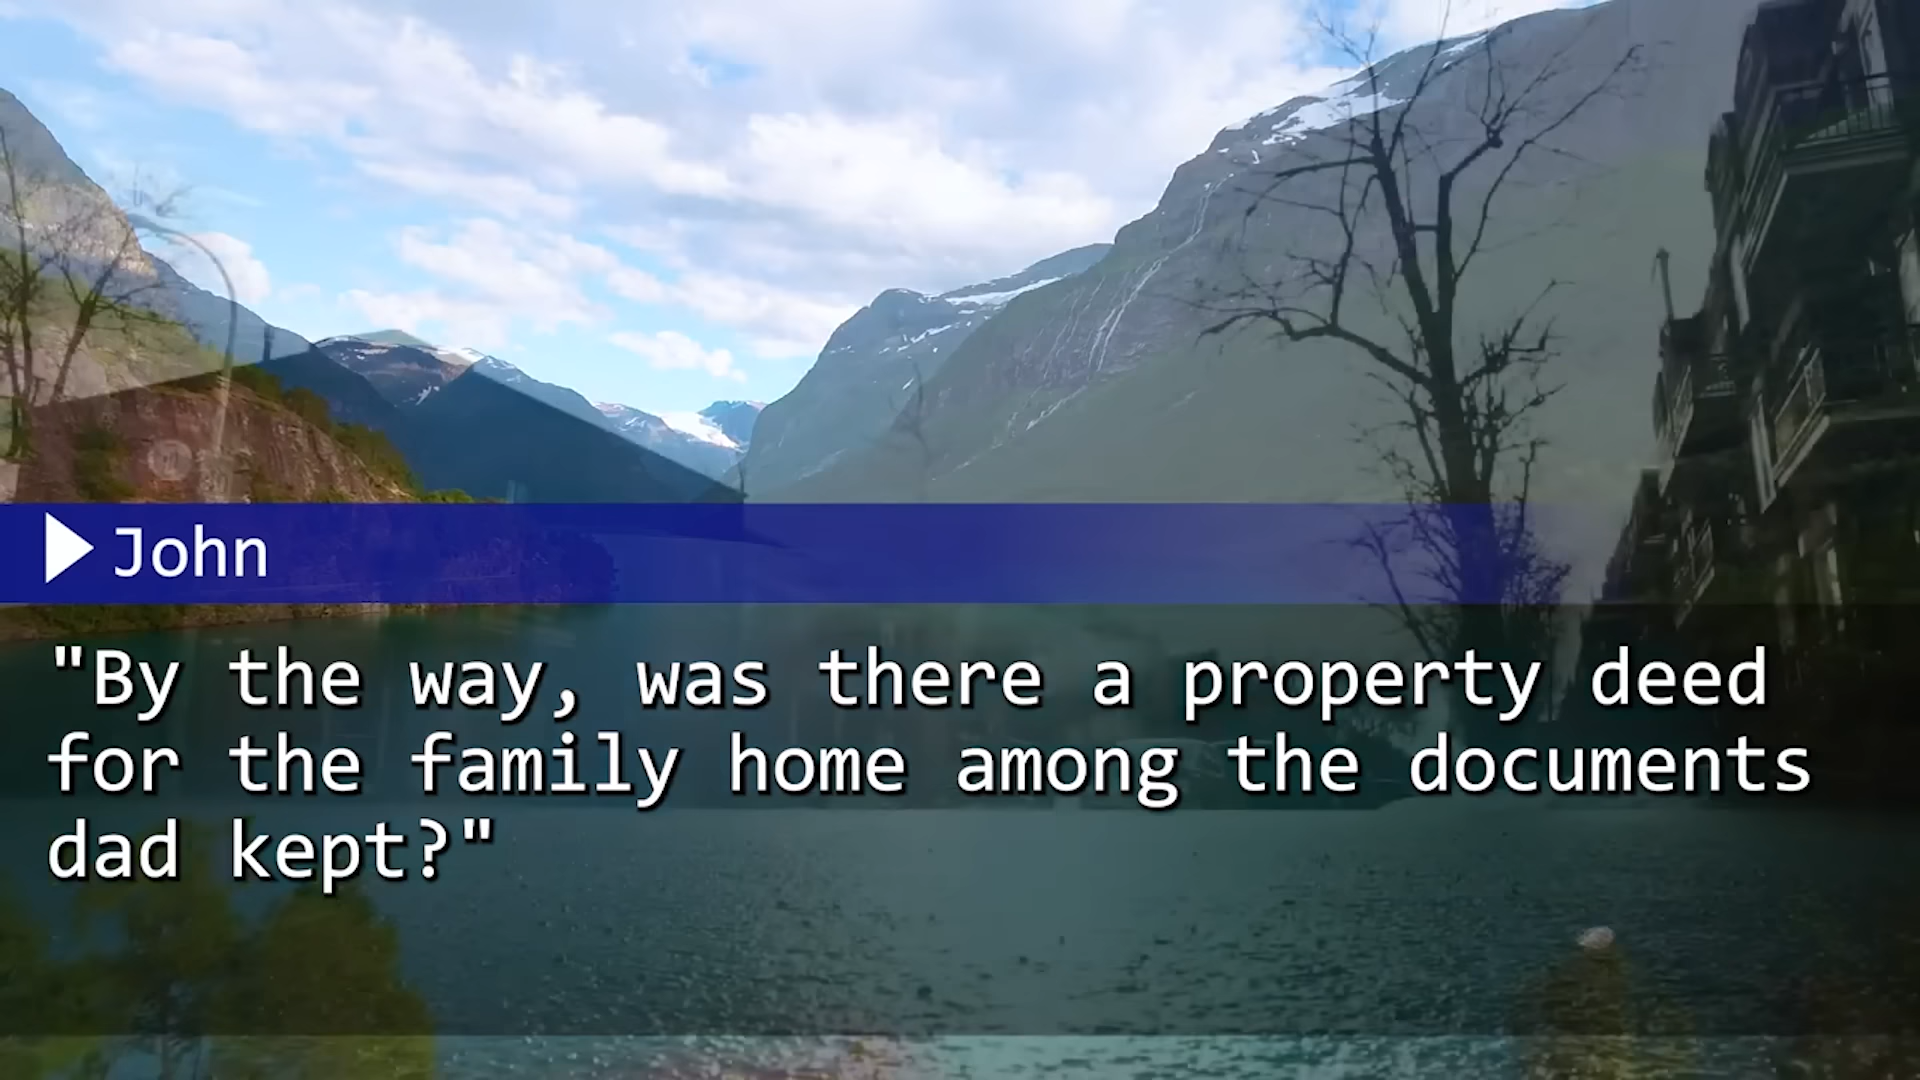 John
"By the way, was there a property deed
for the family home among the documents
dad kept?"